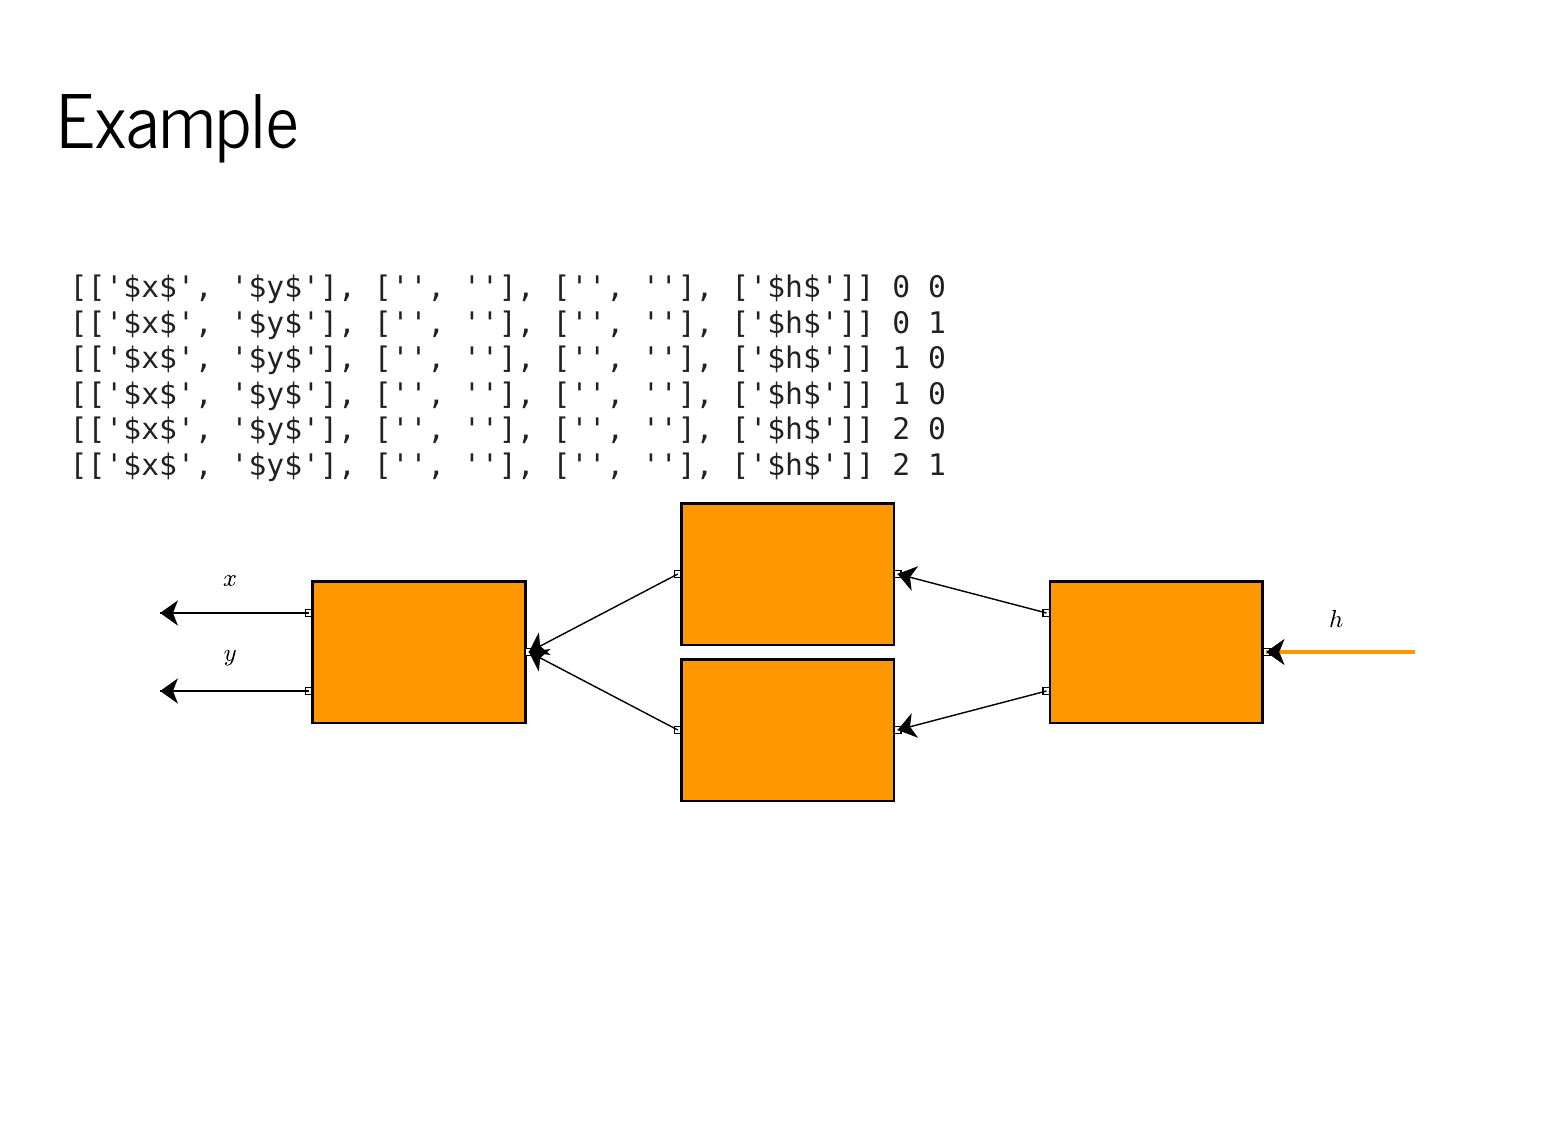 Example
[['$x$', '$y$'], ['', ''], ['', ''], ['$h$']] 0 0
[['$x$', '$y$'], ['', ''], ['', ''], ['$h$']] 0 1
[['$x$', '$y$'], ['', ''], ['', ''], ['$h$']] 1 0
[['$x$', '$y$'], ['', ''], ['', ''], ['$h$']] 1 0
[['$x$', '$y$'], ['', ''], ['', ''], ['$h$']] 2 0
[['$x$', '$y$'], ['', ''], ['', ''], ['$h$']] 2 1
x
h
y